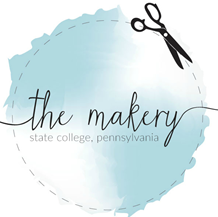 the makery
state college, pennsylvania